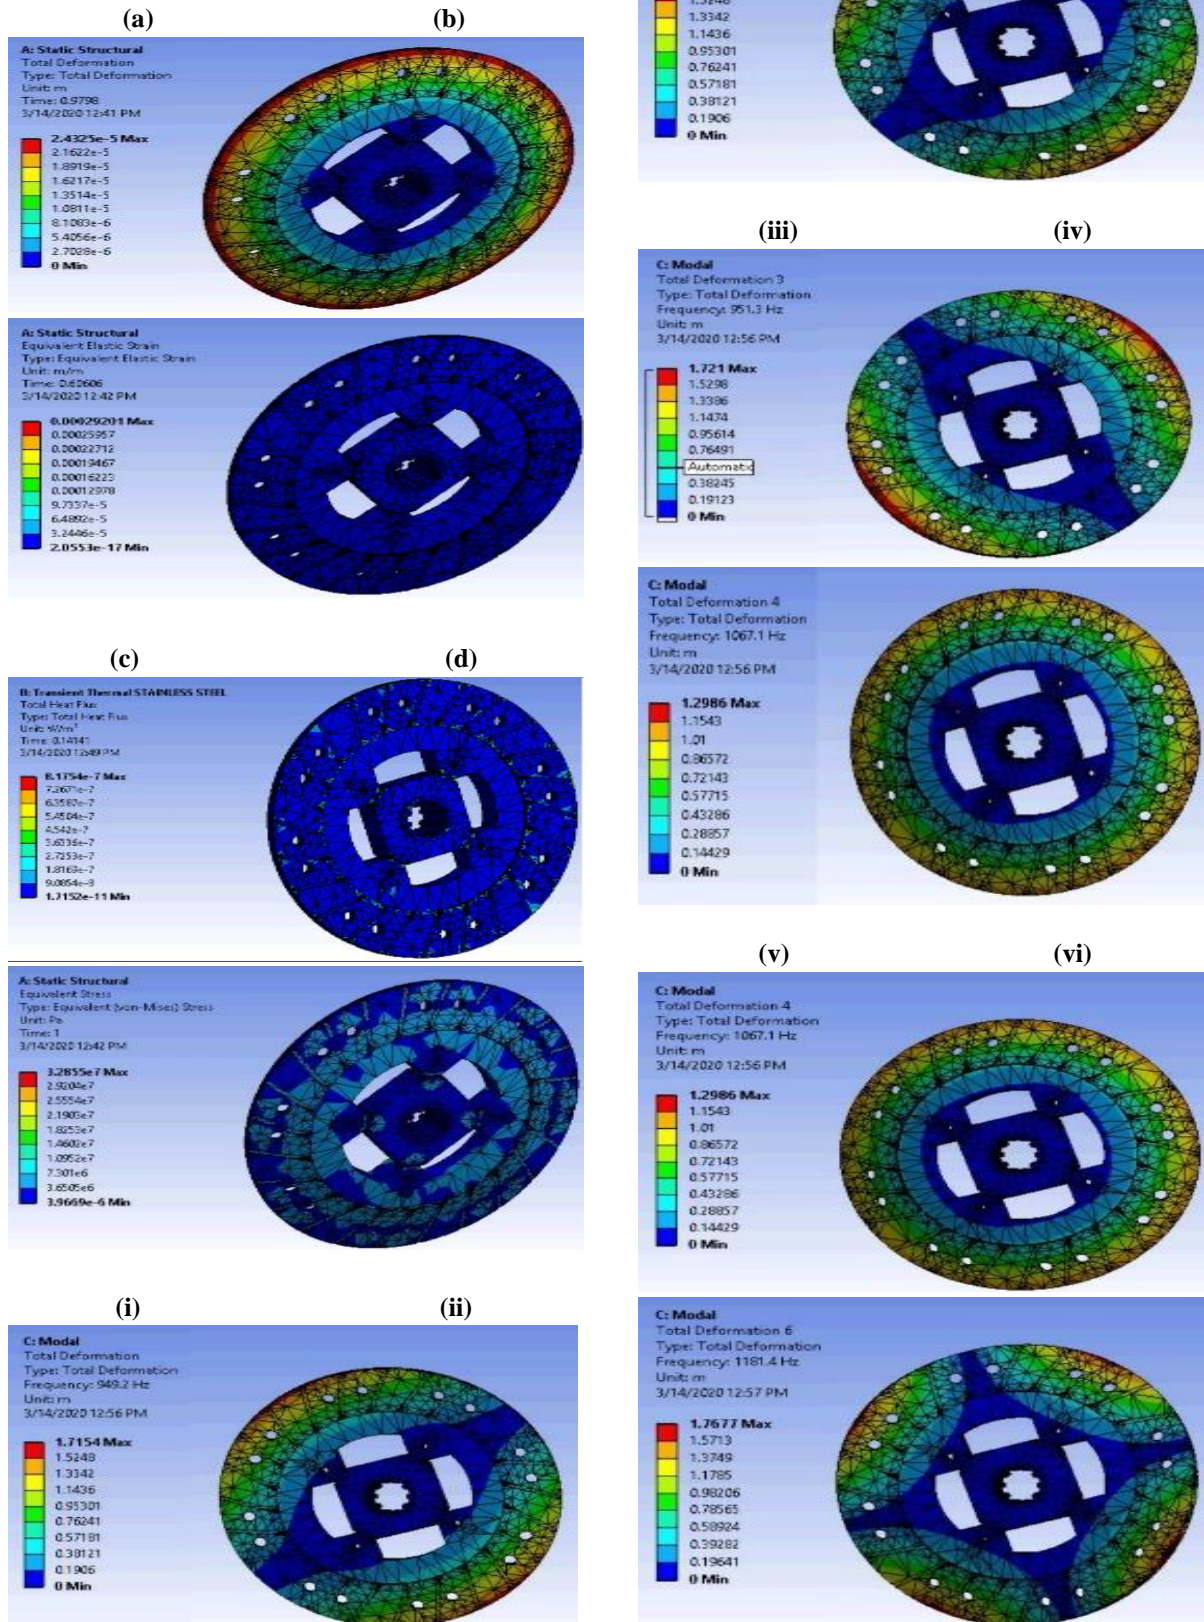 (a) (b)
A: Static Structural
Total Deformation
Type: Total Deformation
Unit: m
Time: 0.9798
3/14/2020 12:41 PM
2.4325e-5 Max
2.1622e-5
1.8919e-5
1.6217e-5
1.3514e-5
1.0811e-5
8.1083e-6
5.4056e-6
2.7028e-6
0 Min
A: Static Structural
Equivalent Elastic Strain
Type: Equivalent Elastic Strain
Unit: m/m
Time: 0.60606
3/14/2020 12:42 PM
0.00029201 Max
0.00025957
0.00022712
0.00019467
0.00016223
0.00012978
9.7337e-5
6.4892e-5
3.2446e-5
2.0553e-17 Min
(c) (d)
B: Transient Thermal STAINLESS STEEL
Total Heat Flux
Type: Total Heat Flux
Unit: W/m²
Time: 0.14141
3/14/2020 12:49 PM
8.1754e-7 Max
7.2671e-7
6.3587e-7
5.4504e-7
4.542e-7
3.6336e-7
2.7253e-7
1.8169e-7
9.0854e-8
1.7152e-11 Min
A: Static Structural
Equivalent Stress
Type: Equivalent (von-Mises) Stress
Unit: Pa
Time: 1
3/14/2020 12:42 PM
3.2855e7 Max
2.9204e7
2.5554e7
2.1903e7
1.8253e7
1.4602e7
1.0952e7
7.301e6
3.6505e6
3.9669e-6 Min
(i) (ii)
C: Modal
Total Deformation
Type: Total Deformation
Frequency: 949.2 Hz
Unit: m
3/14/2020 12:56 PM
1.7154 Max
1.5248
1.3342
1.1436
0.95301
0.76241
0.57181
0.38121
0.1906
0 Min
1.5248
1.3342
1.1436
0.95301
0.76241
0.57181
0.38121
0.1906
0 Min
(iii) (iv)
C: Modal
Total Deformation 3
Type: Total Deformation
Frequency: 951.3 Hz
Unit: m
3/14/2020 12:56 PM
1.721 Max
1.5298
1.3386
1.1474
0.95614
0.76491
Automatic
0.38245
0.19123
0 Min
C: Modal
Total Deformation 4
Type: Total Deformation
Frequency: 1067.1 Hz
Unit: m
3/14/2020 12:56 PM
1.2986 Max
1.1543
1.01
0.86572
0.72143
0.57715
0.43286
0.28857
0.14429
0 Min
(v) (vi)
C: Modal
Total Deformation 4
Type: Total Deformation
Frequency: 1067.1 Hz
Unit: m
3/14/2020 12:56 PM
1.2986 Max
1.1543
1.01
0.86572
0.72143
0.57715
0.43286
0.28857
0.14429
0 Min
C: Modal
Total Deformation 6
Type: Total Deformation
Frequency: 1181.4 Hz
Unit: m
3/14/2020 12:57 PM
1.7677 Max
1.5713
1.3749
1.1785
0.98206
0.78565
0.58924
0.39282
0.19641
0 Min